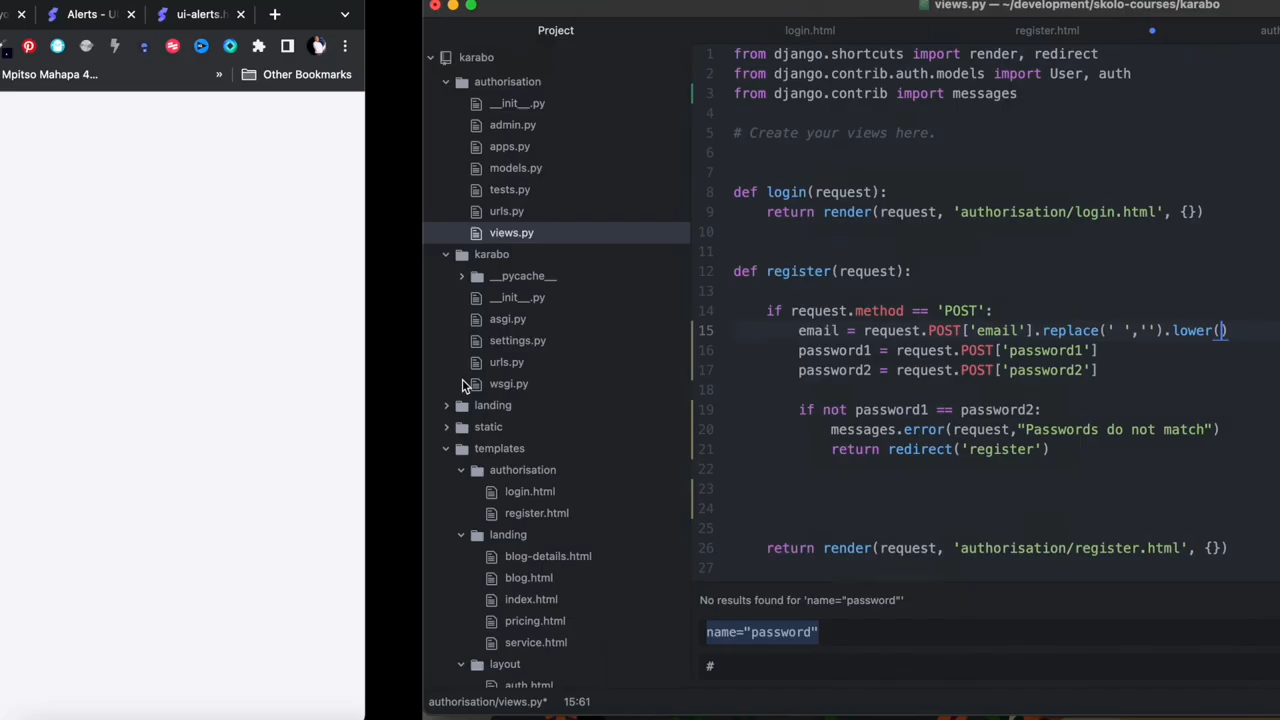 Alerts - U
ui-alerts.h
Mpitso Mahapa 4...
»
Other Bookmarks
views.py — ~/development/skolo-courses/karabo
Project
login.html
register.html
karabo
authorisation
__init__.py
admin.py
apps.py
models.py
tests.py
urls.py
views.py
karabo
__pycache__
__init__.py
asgi.py
settings.py
urls.py
wsgi.py
landing
static
templates
authorisation
login.html
register.html
landing
blog-details.html
blog.html
index.html
pricing.html
service.html
layout
auth.html
1 from django.shortcuts import render, redirect
2 from django.contrib.auth.models import User, auth
3 from django.contrib import messages
4
5 # Create your views here.
6
7
8 def login(request):
9 return render(request, 'authorisation/login.html', {})
10
11
12 def register(request):
13
14 if request.method == 'POST':
15 email = request.POST['email'].replace(' ','').lower()
16 password1 = request.POST['password1']
17 password2 = request.POST['password2']
18
19 if not password1 == password2:
20 messages.error(request,"Passwords do not match")
21 return redirect('register')
22
23
24
25
26 return render(request, 'authorisation/register.html', {})
27
No results found for 'name="password"'
name="password"
#
authorisation/views.py* 15:61